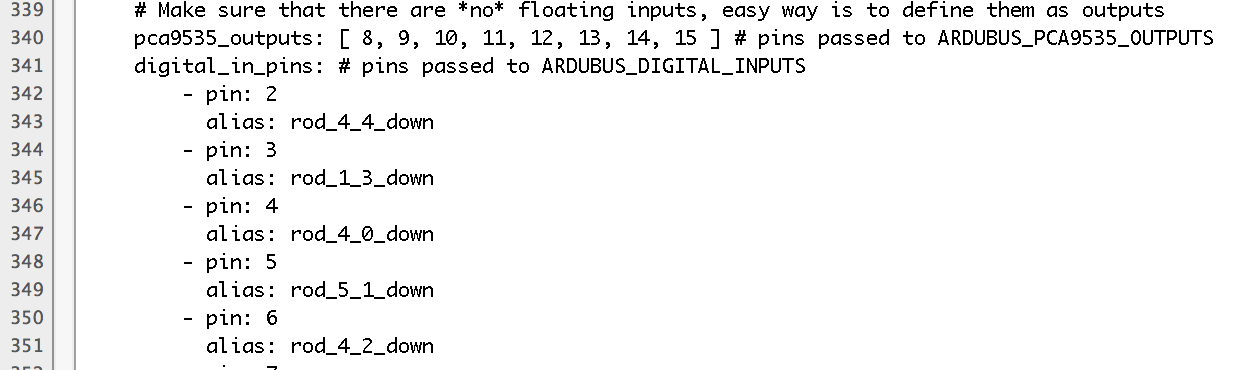 339 # Make sure that there are *no* floating inputs, easy way is to define them as outputs
340 pca9535_outputs: [ 8, 9, 10, 11, 12, 13, 14, 15 ] # pins passed to ARDUBUS_PCA9535_OUTPUTS
341 digital_in_pins: # pins passed to ARDUBUS_DIGITAL_INPUTS
342 - pin: 2
343 alias: rod_4_4_down
344 - pin: 3
345 alias: rod_1_3_down
346 - pin: 4
347 alias: rod_4_0_down
348 - pin: 5
349 alias: rod_5_1_down
350 - pin: 6
351 alias: rod_4_2_down